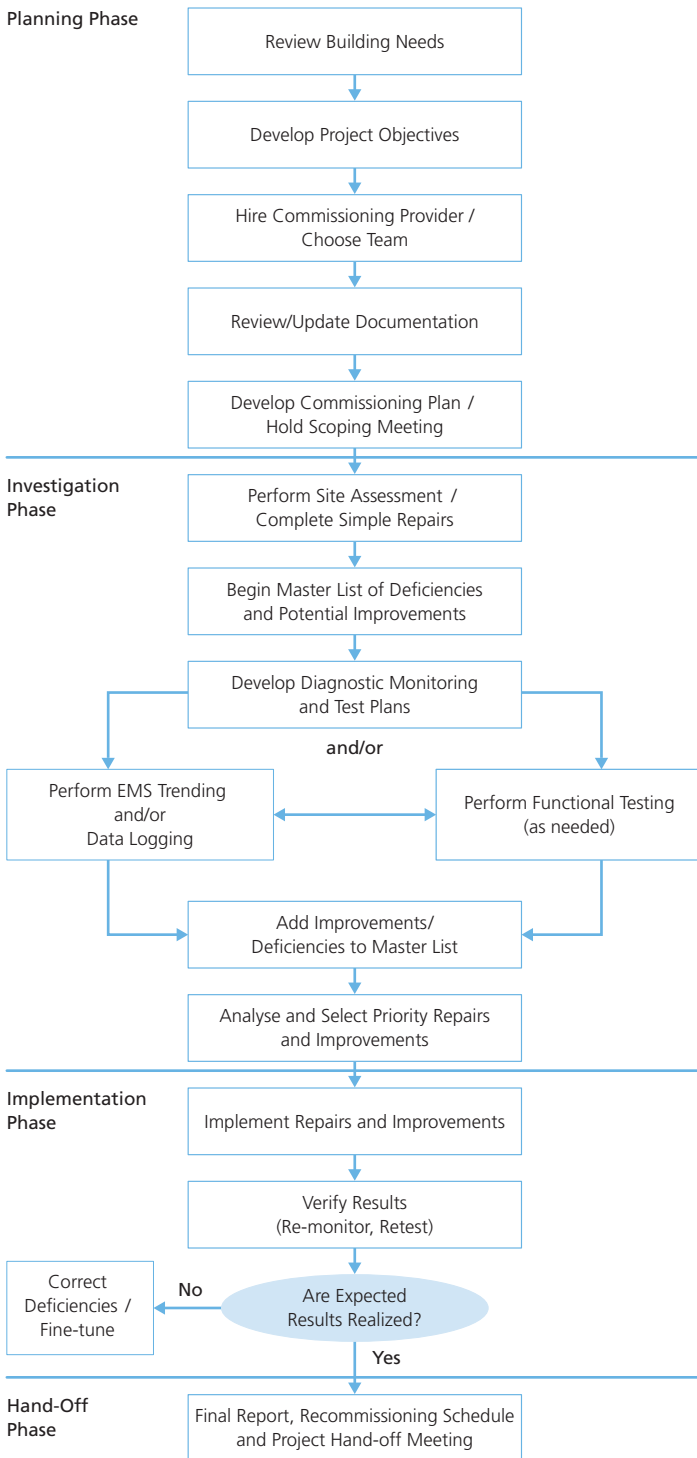 Planning Phase
Review Building Needs
Develop Project Objectives
Hire Commissioning Provider /
Choose Team
Review/Update Documentation
Develop Commissioning Plan /
Hold Scoping Meeting
Investigation
Phase
Perform Site Assessment /
Complete Simple Repairs
Begin Master List of Deficiencies
and Potential Improvements
Develop Diagnostic Monitoring
and Test Plans
and/or
Perform EMS Trending
and/or
Data Logging
Perform Functional Testing
(as needed)
Add Improvements/
Deficiencies to Master List
Analyse and Select Priority Repairs
and Improvements
Implementation
Phase
Implement Repairs and Improvements
Verify Results
(Re-monitor, Retest)
Correct
Deficiencies /
Fine-tune
No
Are Expected
Results Realized?
Yes
Hand-Off
Phase
Final Report, Recommissioning Schedule
and Project Hand-off Meeting